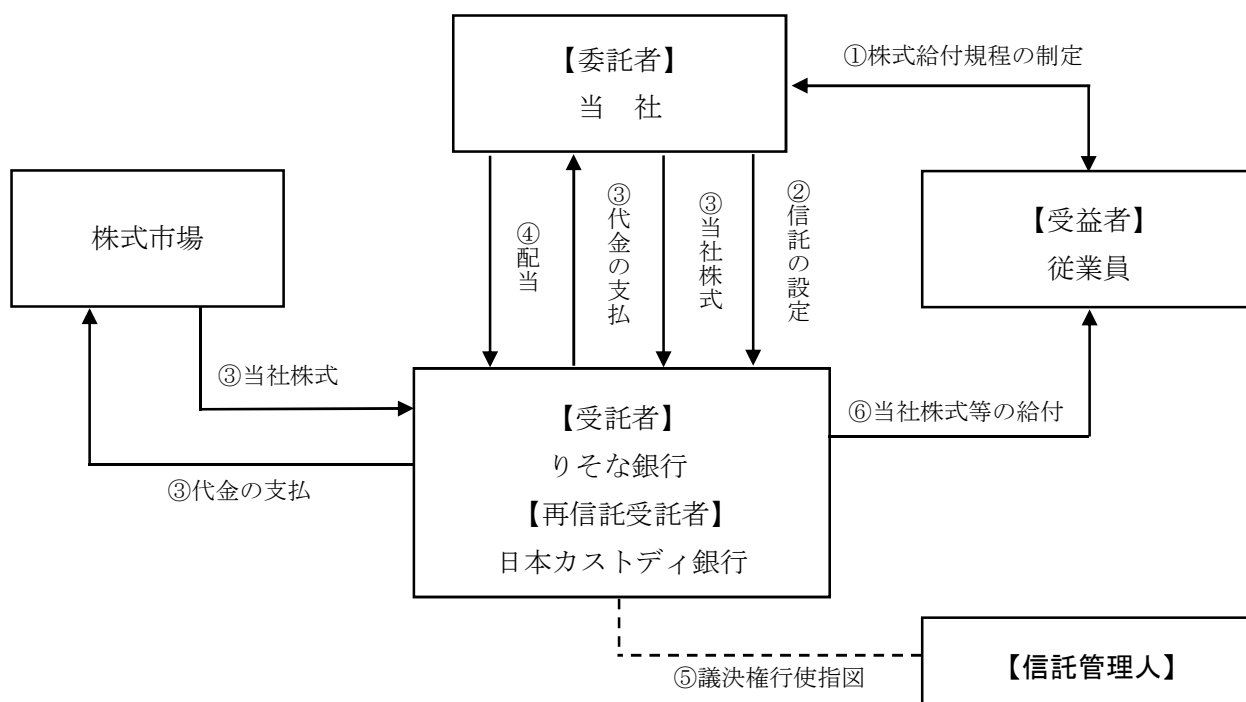 【委託者】
当　社
①株式給付規程の制定
株式市場
④配当
③代金の支払
③当社株式
②信託の設定
【受益者】
従業員
③当社株式
③代金の支払
【受託者】
りそな銀行
【再信託受託者】
日本カストディ銀行
⑥当社株式等の給付
⑤議決権行使指図
【信託管理人】